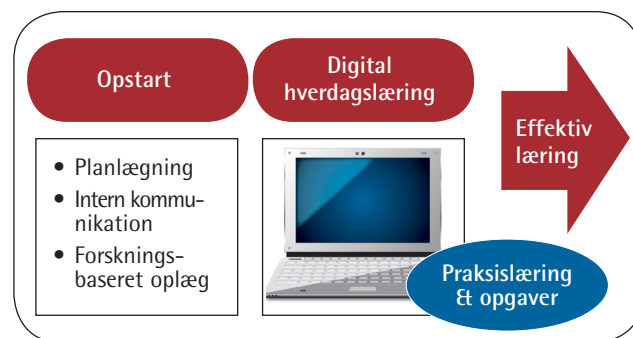 Opstart
• Planlægning
• Intern kommu-
nikation
• Forsknings-
baseret oplæg
Digital
hverdagslæring
Praksislæring
& opgaver
Effektiv
læring